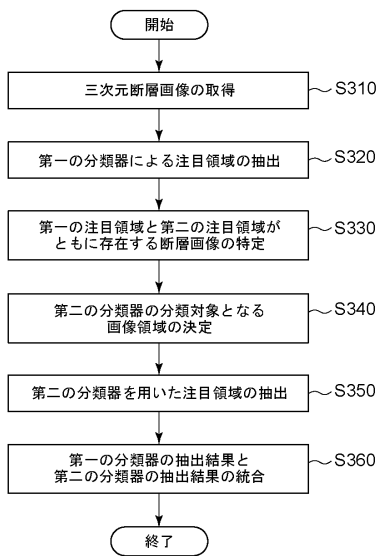 開始
三次元断層画像の取得
S310
第一の分類器による注目領域の抽出
S320
第一の注目領域と第二の注目領域が
ともに存在する断層画像の特定
S330
第二の分類器の分類対象となる
画像領域の決定
S340
第二の分類器を用いた注目領域の抽出
S350
第一の分類器の抽出結果と
第二の分類器の抽出結果の統合
S360
終了